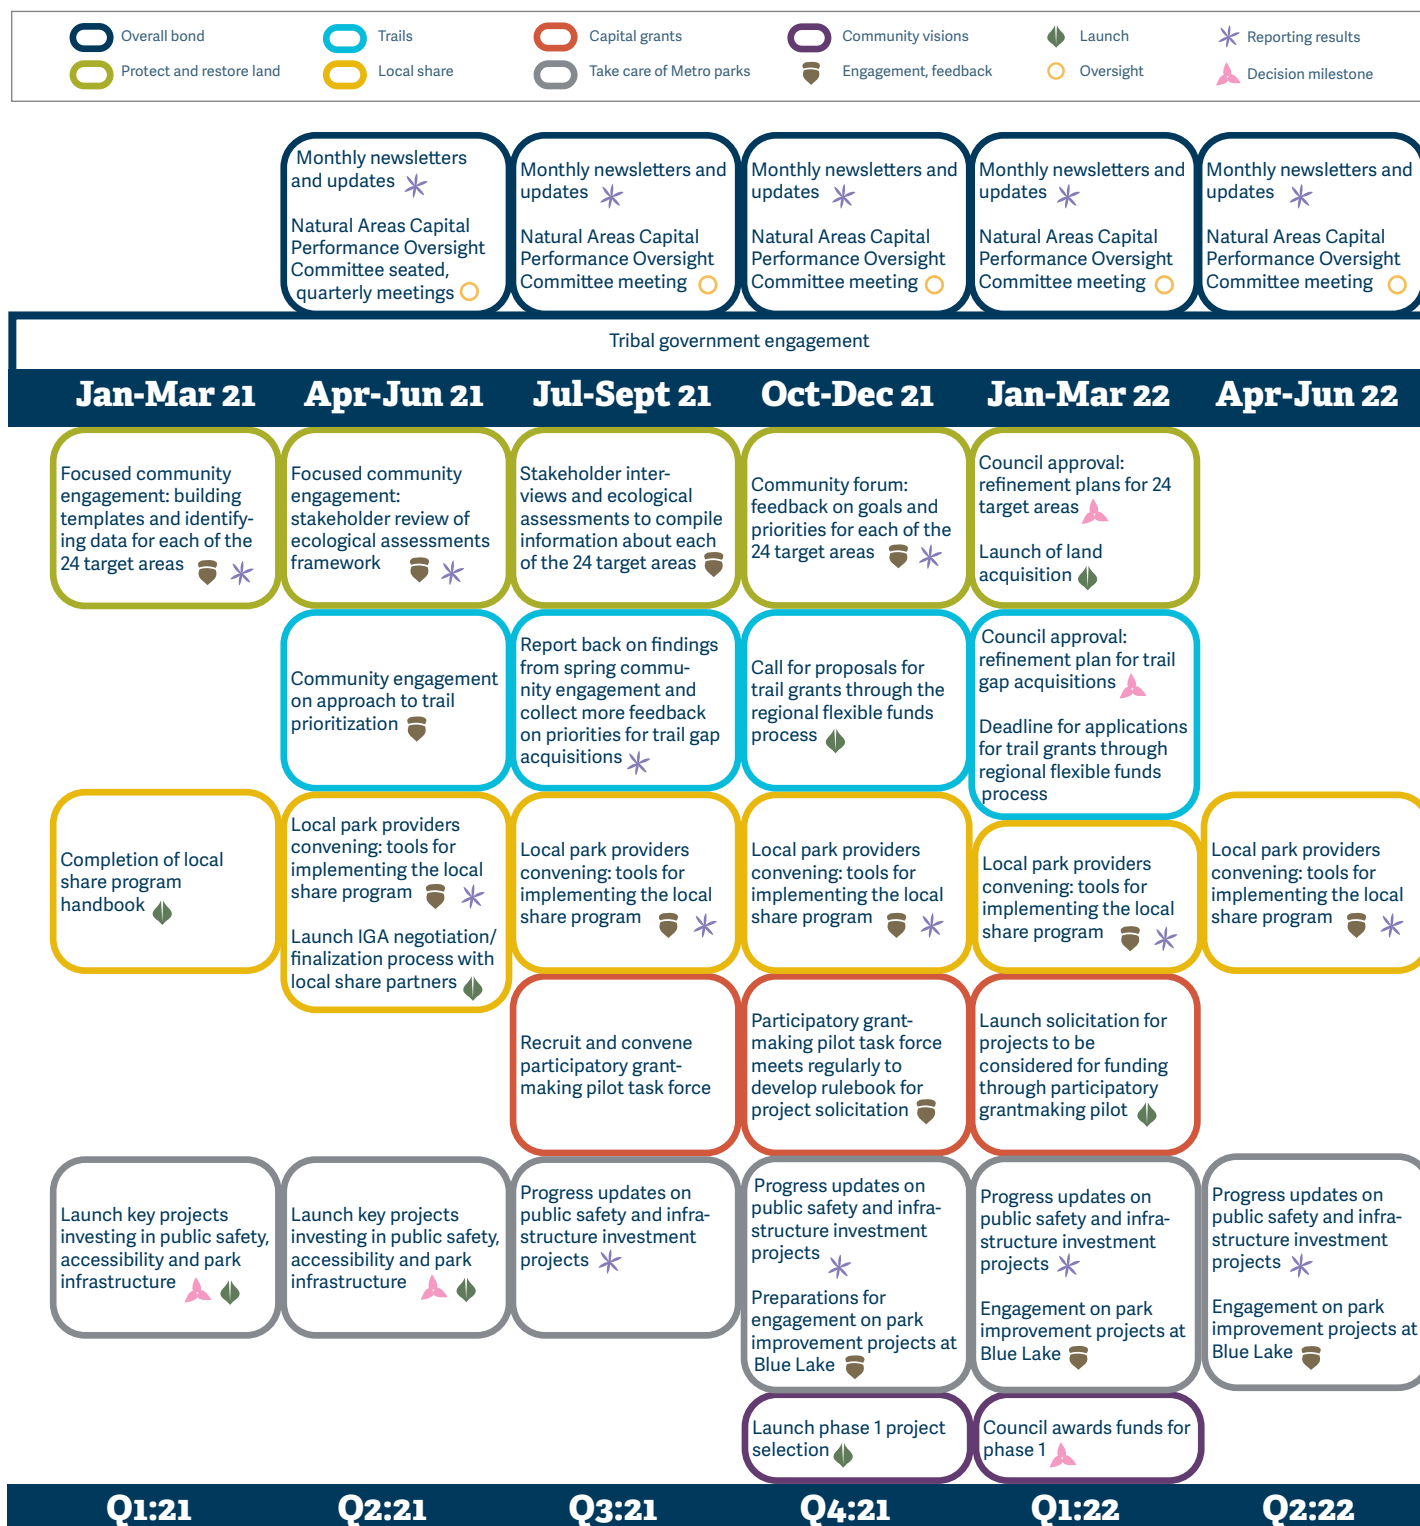 Overall bond
Trails
Capital grants
Community visions
Launch
Reporting results
Protect and restore land
Local share
Take care of Metro parks
Engagement, feedback
Oversight
Decision milestone
Monthly newsletters
and updates
Natural Areas Capital
Performance Oversight
Committee seated,
quarterly meetings
Monthly newsletters and
updates
Natural Areas Capital
Performance Oversight
Committee meeting
Monthly newsletters and
updates
Natural Areas Capital
Performance Oversight
Committee meeting
Monthly newsletters and
updates
Natural Areas Capital
Performance Oversight
Committee meeting
Monthly newsletters and
updates
Natural Areas Capital
Performance Oversight
Committee meeting
Tribal government engagement
Jan-Mar 21
Apr-Jun 21
Jul-Sept 21
Oct-Dec 21
Jan-Mar 22
Apr-Jun 22
Focused community
engagement: building
templates and identify-
ing data for each of the
24 target areas
Focused community
engagement:
stakeholder review of
ecological assessments
framework
Stakeholder inter-
views and ecological
assessments to compile
information about each
of the 24 target areas
Community forum:
feedback on goals and
priorities for each of the
24 target areas
Council approval:
refinement plans for 24
target areas
Launch of land
acquisition
Community engagement
on approach to trail
prioritization
Report back on findings
from spring commu-
nity engagement and
collect more feedback
on priorities for trail gap
acquisitions
Call for proposals for
trail grants through the
regional flexible funds
process
Council approval:
refinement plan for trail
gap acquisitions
Deadline for applications
for trail grants through
regional flexible funds
process
Completion of local
share program
handbook
Local park providers
convening: tools for
implementing the local
share program
Launch IGA negotiation/
finalization process with
local share partners
Local park providers
convening: tools for
implementing the local
share program
Local park providers
convening: tools for
implementing the local
share program
Local park providers
convening: tools for
implementing the local
share program
Local park providers
convening: tools for
implementing the local
share program
Recruit and convene
participatory grant-
making pilot task force
Participatory grant-
making pilot task force
meets regularly to
develop rulebook for
project solicitation
Launch solicitation for
projects to be
considered for funding
through participatory
grantmaking pilot
Launch key projects
investing in public safety,
accessibility and park
infrastructure
Launch key projects
investing in public safety,
accessibility and park
infrastructure
Progress updates on
public safety and infra-
structure investment
projects
Progress updates on
public safety and infra-
structure investment
projects
Preparations for
engagement on park
improvement projects at
Blue Lake
Progress updates on
public safety and infra-
structure investment
projects
Engagement on park
improvement projects at
Blue Lake
Progress updates on
public safety and infra-
structure investment
projects
Engagement on park
improvement projects at
Blue Lake
Launch phase 1 project
selection
Council awards funds for
phase 1
Q1:21
Q2:21
Q3:21
Q4:21
Q1:22
Q2:22